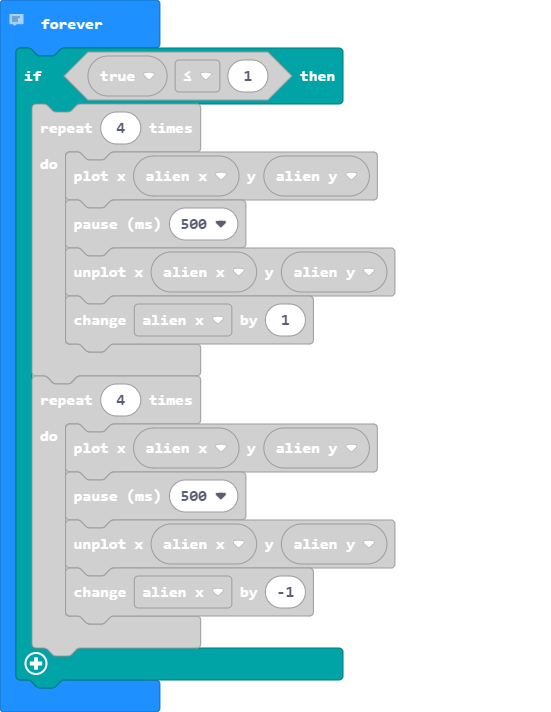 forever
if true ≤ 1 then
repeat 4 times
do
plot x alien x y alien y
pause (ms) 500
unplot x alien x y alien y
change alien x by 1
repeat 4 times
do
plot x alien x y alien y
pause (ms) 500
unplot x alien x y alien y
change alien x by -1